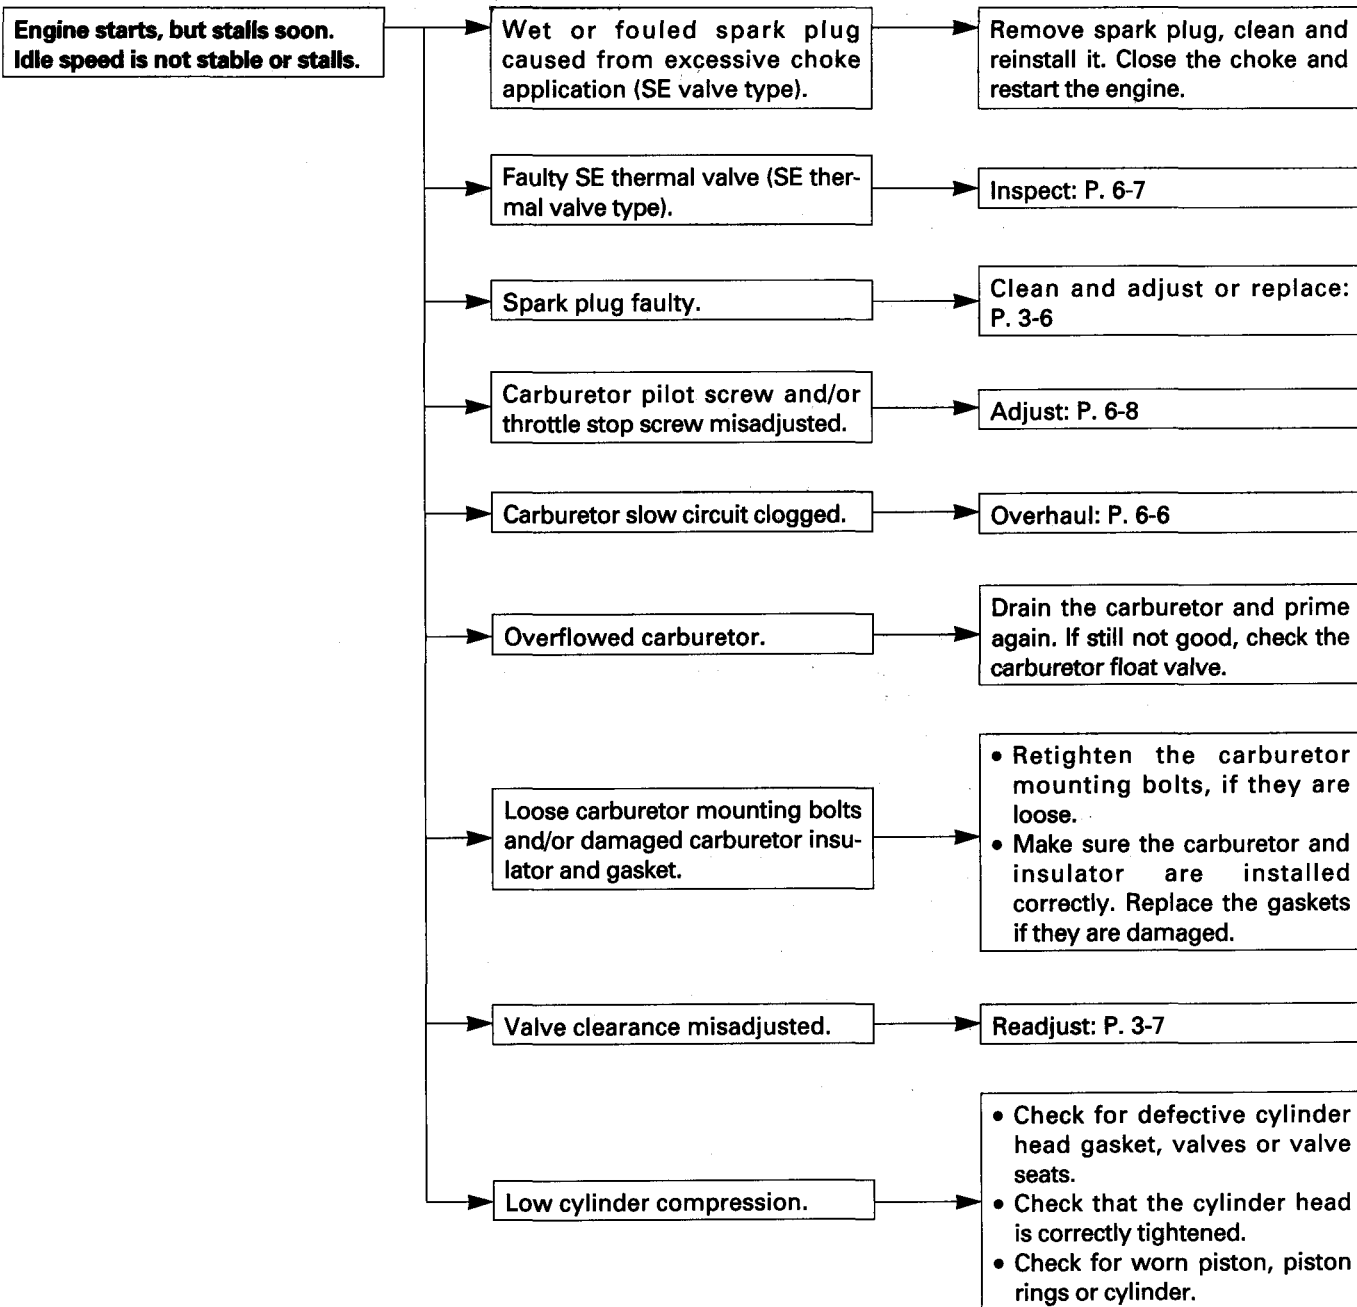 Engine starts, but stalls soon.
Idle speed is not stable or stalls.
Wet or fouled spark plug
caused from excessive choke
application (SE valve type).
Remove spark plug, clean and
reinstall it. Close the choke and
restart the engine.
Faulty SE thermal valve (SE ther-
mal valve type).
Inspect: P. 6-7
Spark plug faulty.
Clean and adjust or replace:
P. 3-6
Carburetor pilot screw and/or
throttle stop screw misadjusted.
Adjust: P. 6-8
Carburetor slow circuit clogged.
Overhaul: P. 6-6
Overflowed carburetor.
Drain the carburetor and prime
again. If still not good, check the
carburetor float valve.
Loose carburetor mounting bolts
and/or damaged carburetor insu-
lator and gasket.
• Retighten the carburetor
mounting bolts, if they are
loose.
• Make sure the carburetor and
insulator are installed
correctly. Replace the gaskets
if they are damaged.
Valve clearance misadjusted.
Readjust: P. 3-7
Low cylinder compression.
• Check for defective cylinder
head gasket, valves or valve
seats.
• Check that the cylinder head
is correctly tightened.
• Check for worn piston, piston
rings or cylinder.